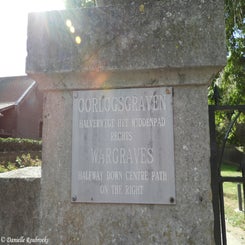 OORLOGSGRAVEN
HALVERWEGE HET MIDDENPAD
RECHTS
WARGRAVES
HALFWAY DOWN CENTRE PATH
ON THE RIGHT
© Danielle Roubroeks